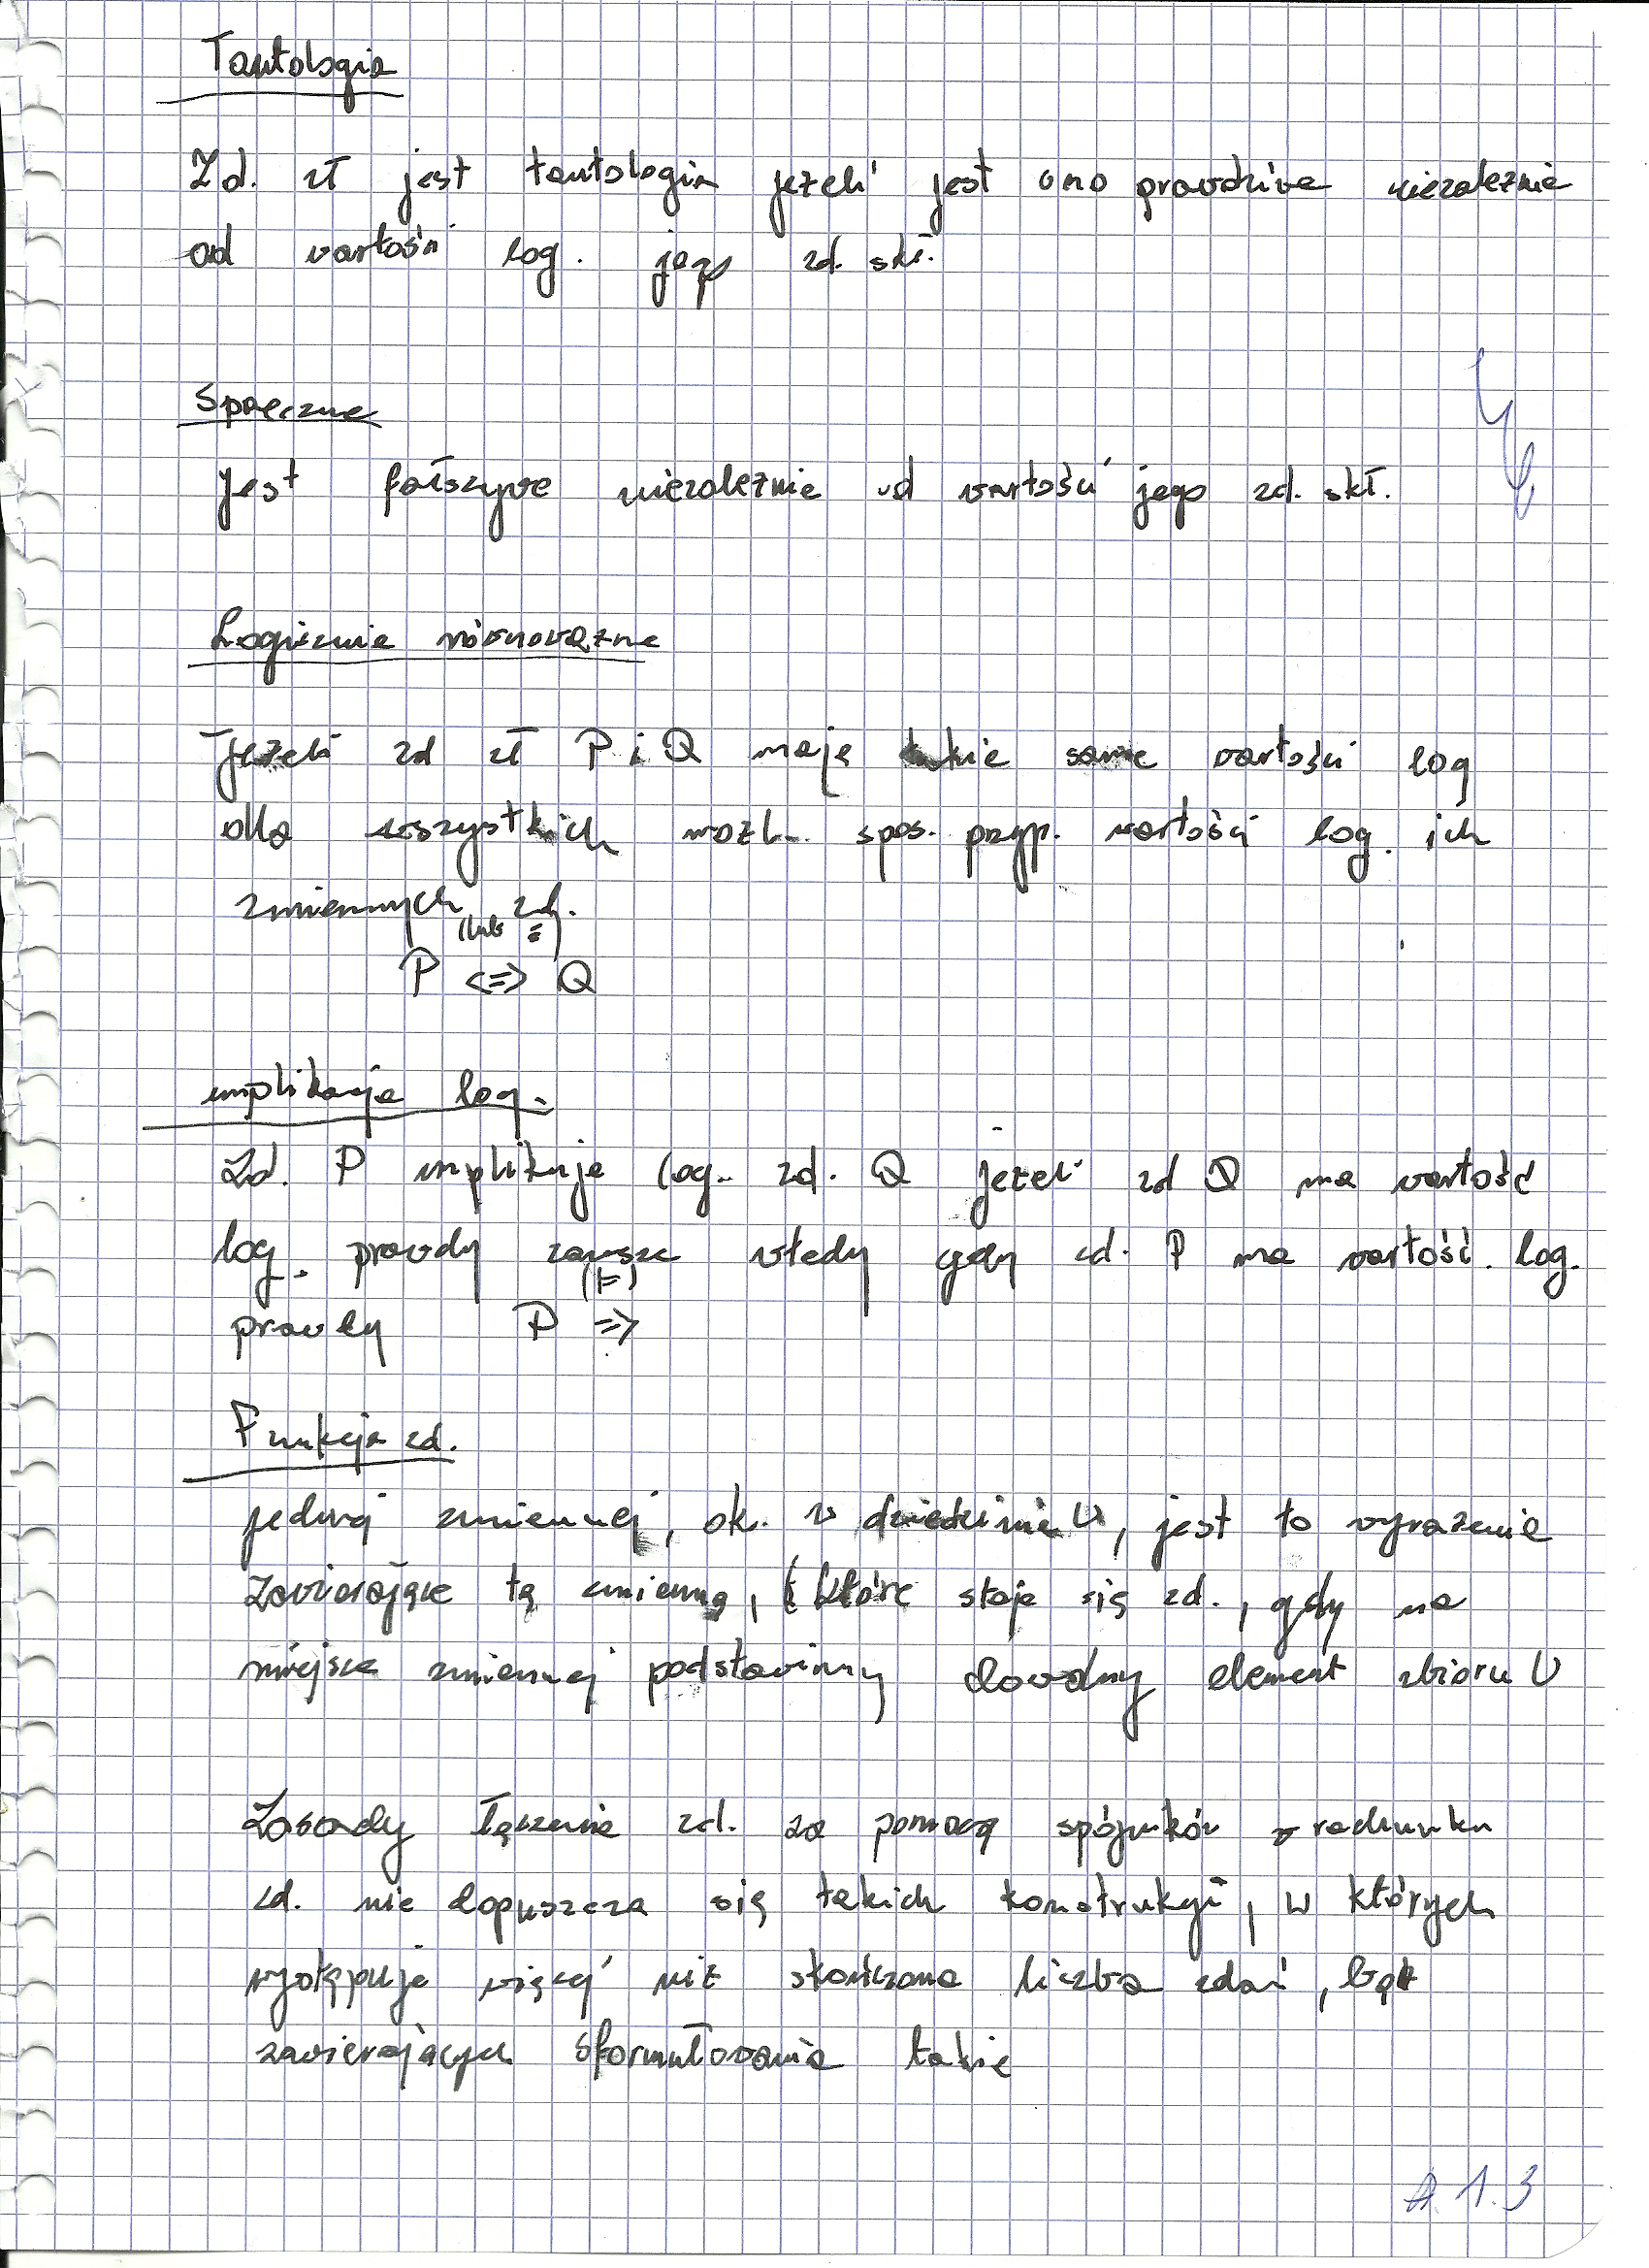 Tautologia
Zd. zł jest tautologia jeżeli jest ono prawdziwe niezależnie
od wartości log. jego zd. skł.
Sprzeczne
jest fałszywe niezależnie od wartości jego zd. skł.
Logicznie równoważne
Jeżeli zd zł P i Q mają takie same wartości log
dla wszystkich możl. spos. przyp. wartości log. ich
zmiennych zd.
(lub ≡)
P <=> Q
implikacja log.
Zd. P implikuje log. zd. Q jeżeli zd Q ma wartość
log. prawdy zawsze wtedy gdy zd. P ma wartość. log.
(⊨)
prawdy P =>
Funkcja zd.
jednej zmiennej, ok. w dziedzinie U, jest to wyrażenie
zawierające tą zmienną, które staje się zd., gdy na
miejsce zmiennej podstawimy dowolny element zbioru U
Zasady łączenia zd. za pomocą spójników z rachunku
zd. nie dopuszcza się takich konstrukcji, w których
występuje więcej niż skończona liczba zdań, bądź
zawierających sformułowania takie
A 1.3